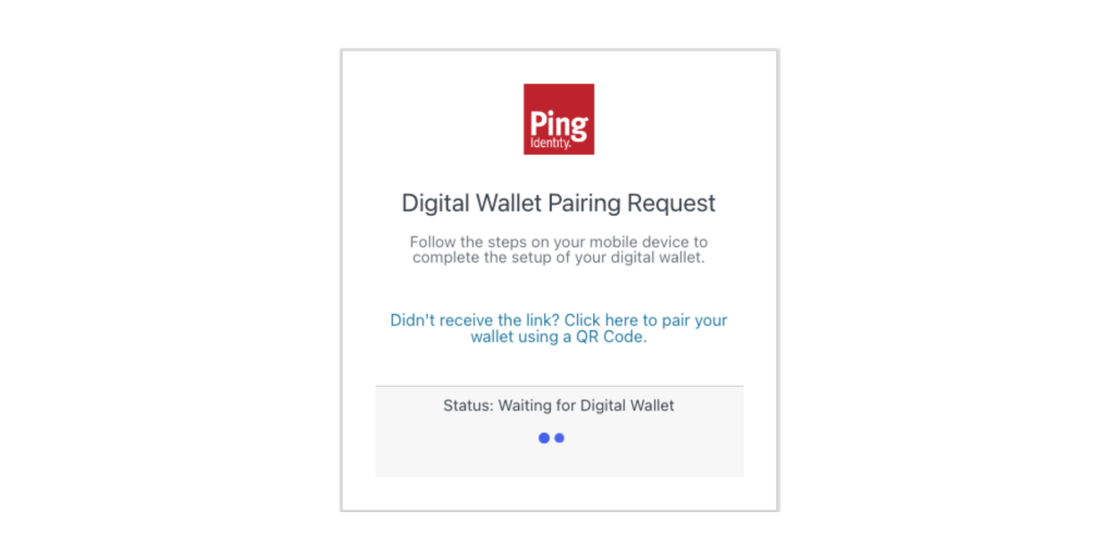 Ping
Identity.
Digital Wallet Pairing Request
Follow the steps on your mobile device to
complete the setup of your digital wallet.
Didn't receive the link? Click here to pair your
wallet using a QR Code.
Status: Waiting for Digital Wallet